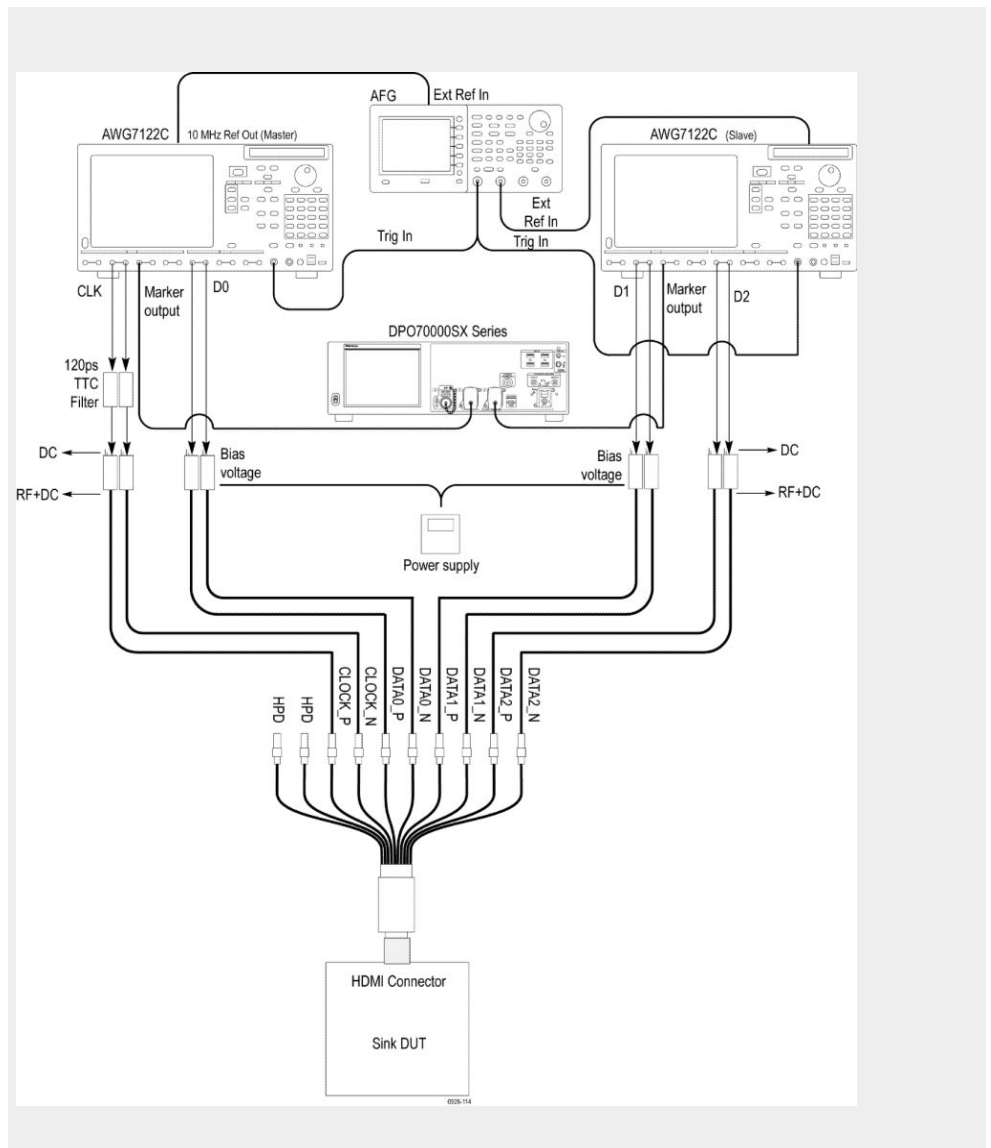 AFG
Ext Ref In
AWG7122C
10 MHz Ref Out (Master)
AWG7122C (Slave)
Ext
Ref In
Trig In
Trig In
CLK
Marker
output
D0
D1
Marker
output
D2
DPO70000SX Series
120ps
TTC
Filter
DC
RF+DC
Bias
voltage
Bias
voltage
DC
RF+DC
Power supply
HPD
HPD
CLOCK_P
CLOCK_N
DATA0_P
DATA0_N
DATA1_P
DATA1_N
DATA2_P
DATA2_N
HDMI Connector
Sink DUT
0926-114